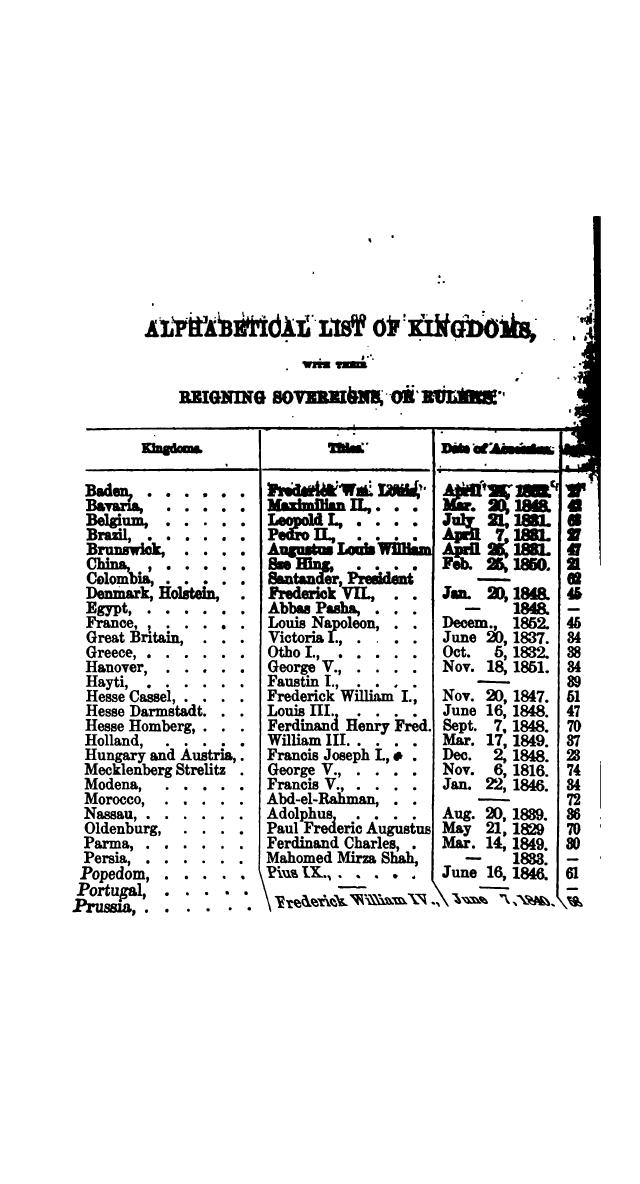 ALPHABETICAL LIST OF KINGDOMS,
WITH THEIR
REIGNING SOVEREIGNS, OR RULERS.
Kingdoms. Titles. Date of Accession.
Baden, . . . . . . Frederick Wm. Louis, April
Bavaria, . . . . . Maximilian II., . . . Mar. 20, 1848.
Belgium, . . . . . Leopold I., . . . . July 21, 1831.
Brazil, . . . . . Pedro II., . . . . April 7, 1831. 27
Brunswick, . . . . Augustus Louis William April 25, 1831. 47
China, . . . . . . Sze Hing, . . . . Feb. 25, 1850. 21
Colombia, . . . . . Santander, President —— 62
Denmark, Holstein, . Frederick VII., . . Jan. 20, 1848. 45
Egypt, . . . . . . Abbas Pasha, . . . — 1848. —
France, . . . . . . Louis Napoleon, . . Decem., 1852. 45
Great Britain, . . . Victoria I., . . . . June 20, 1837. 34
Greece, . . . . . . Otho I., . . . . . Oct. 5, 1832. 38
Hanover, . . . . . George V., . . . . Nov. 18, 1851. 34
Hayti, . . . . . . Faustin I., . . . . —— 39
Hesse Cassel, . . . . Frederick William I., Nov. 20, 1847. 51
Hesse Darmstadt. . . Louis III., . . . . June 16, 1848. 47
Hesse Homberg, . . . Ferdinand Henry Fred. Sept. 7, 1848. 70
Holland, . . . . . William III. . . . . Mar. 17, 1849. 37
Hungary and Austria, . Francis Joseph I., . . Dec. 2, 1848. 23
Mecklenberg Strelitz . George V., . . . . Nov. 6, 1816. 74
Modena, . . . . . Francis V., . . . . Jan. 22, 1846. 34
Morocco, . . . . . Abd-el-Rahman, . . —— 72
Nassau, . . . . . . Adolphus, . . . . Aug. 20, 1839. 36
Oldenburg, . . . . Paul Frederic Augustus May 21, 1829 70
Parma, . . . . . . Ferdinand Charles, . Mar. 14, 1849. 30
Persia, . . . . . . Mahomed Mirza Shah, — 1833. —
Popedom, . . . . . Pius IX., . . . . . June 16, 1846. 61
Portugal, . . . . . —— —— —
Prussia, . . . . . . Frederick William IV., June 7, 1840. 58